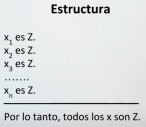 Estructura
x₁ es Z.
x₂ es Z.
x₃ es Z.
.......
xₙ es Z.
Por lo tanto, todos los x son Z.